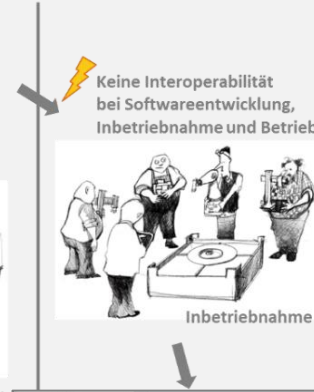 Keine Interoperabilität
bei Softwareentwicklung,
Inbetriebnahme und Betrieb
Inbetriebnahme